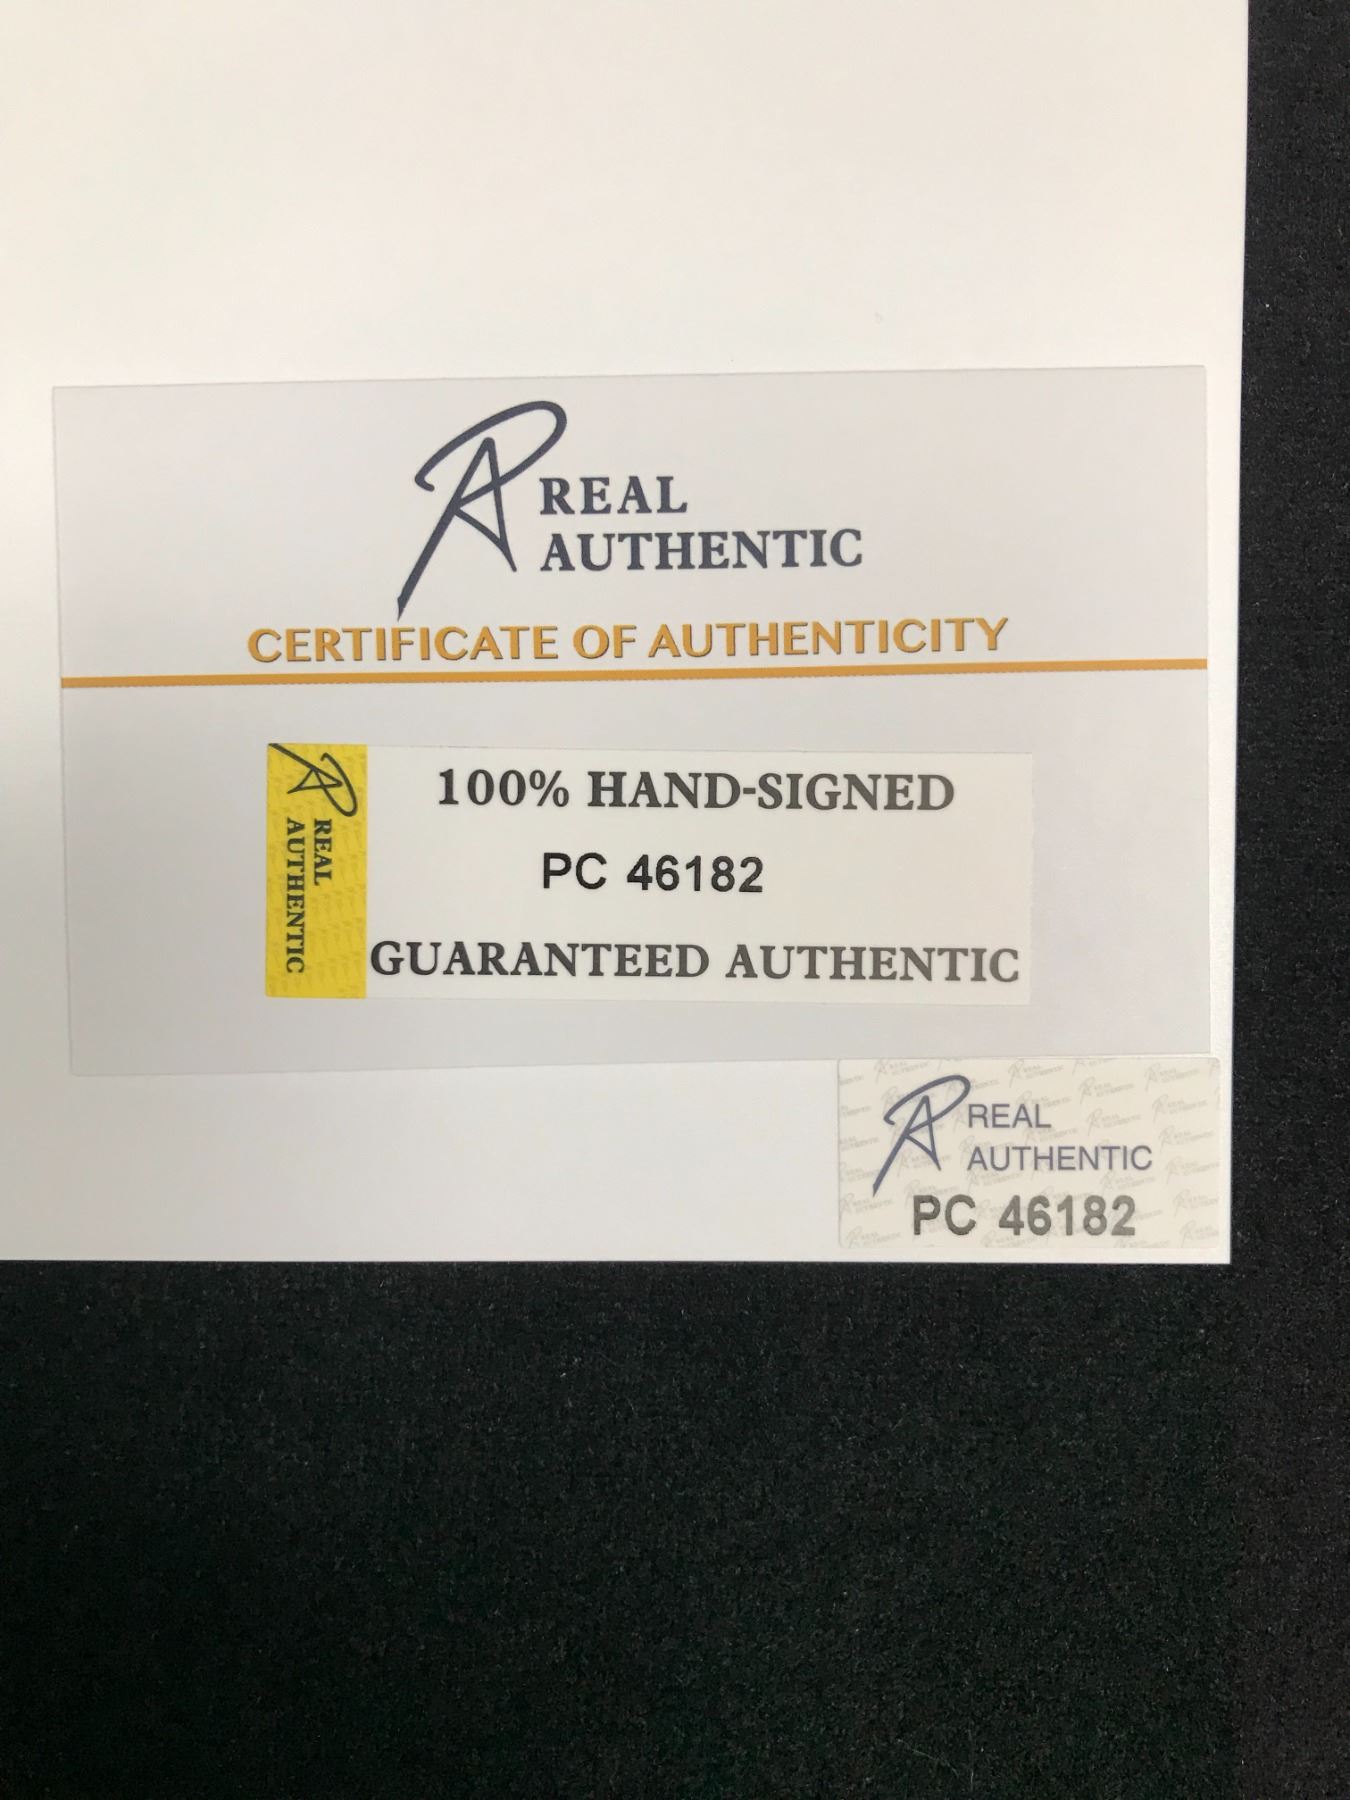 REAL
AUTHENTIC
CERTIFICATE OF AUTHENTICITY
REAL
AUTHENTIC
100% HAND-SIGNED
PC 46182
GUARANTEED AUTHENTIC
REAL
AUTHENTIC
PC 46182